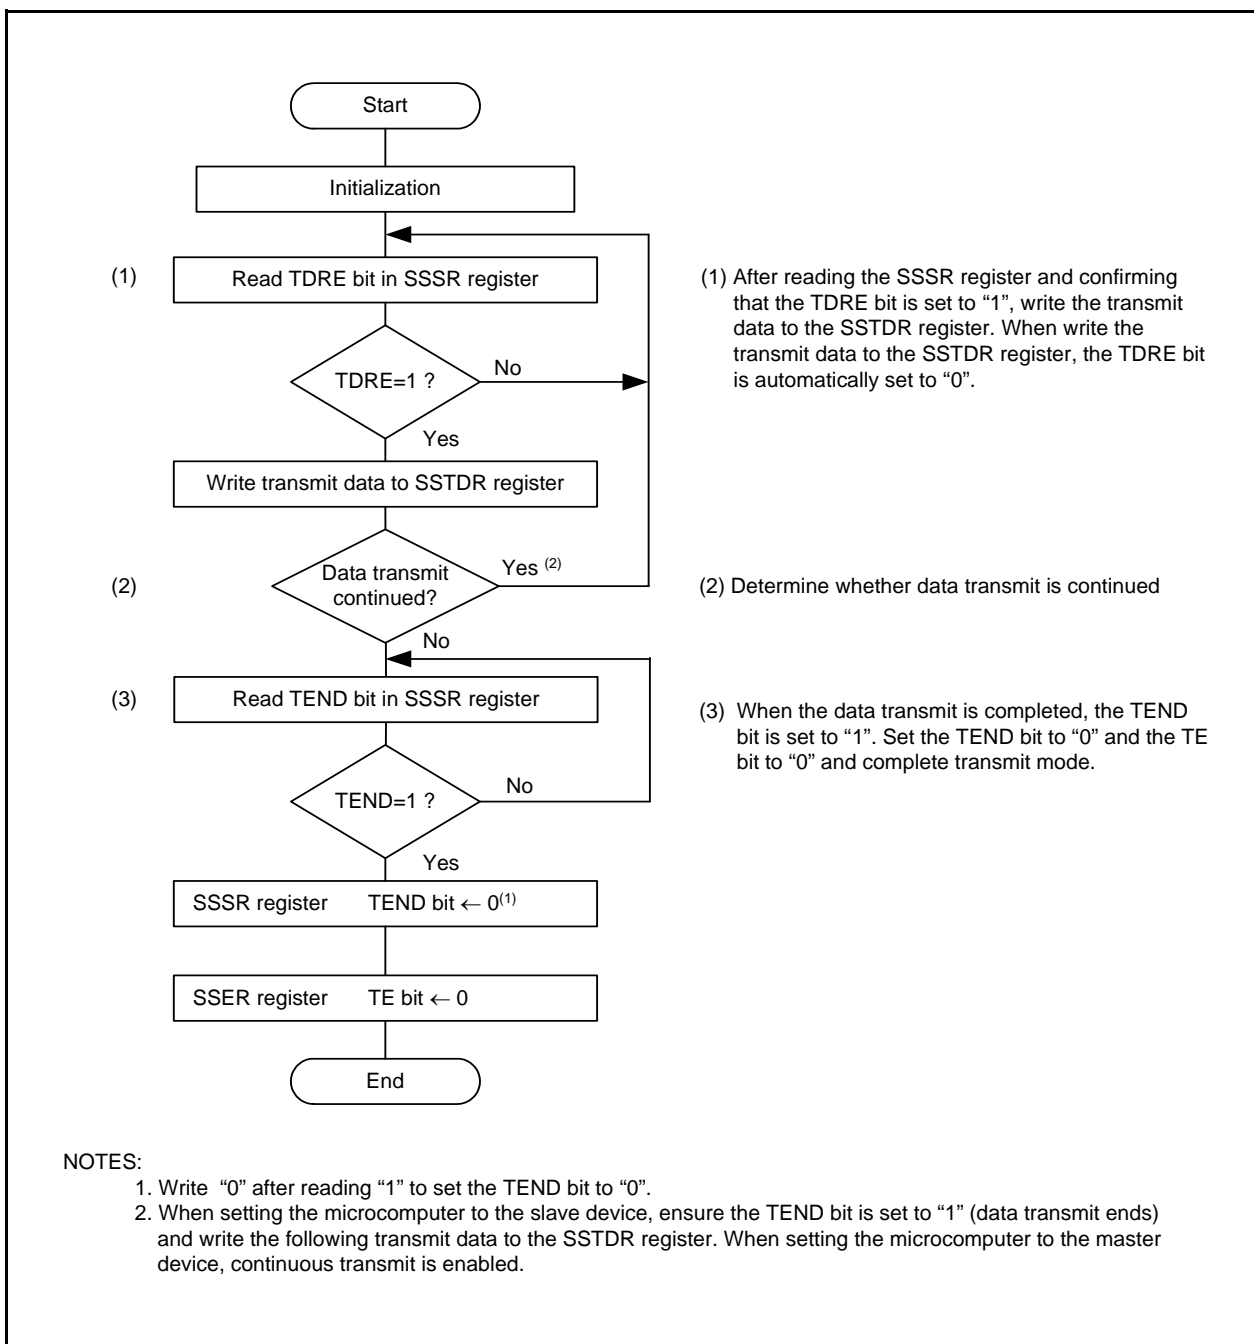 Start
Initialization
(1)
Read TDRE bit in SSSR register
(1) After reading the SSSR register and confirming
that the TDRE bit is set to “1”, write the transmit
data to the SSTDR register. When write the
transmit data to the SSTDR register, the TDRE bit
is automatically set to “0”.
TDRE=1 ?
No
Yes
Write transmit data to SSTDR register
(2)
Data transmit
continued?
Yes (2)
(2) Determine whether data transmit is continued
No
(3)
Read TEND bit in SSSR register
(3) When the data transmit is completed, the TEND
bit is set to “1”. Set the TEND bit to “0” and the TE
bit to “0” and complete transmit mode.
TEND=1 ?
No
Yes
SSSR register TEND bit ← 0(1)
SSER register TE bit ← 0
End
NOTES:
1. Write “0” after reading “1” to set the TEND bit to “0”.
2. When setting the microcomputer to the slave device, ensure the TEND bit is set to “1” (data transmit ends)
and write the following transmit data to the SSTDR register. When setting the microcomputer to the master
device, continuous transmit is enabled.